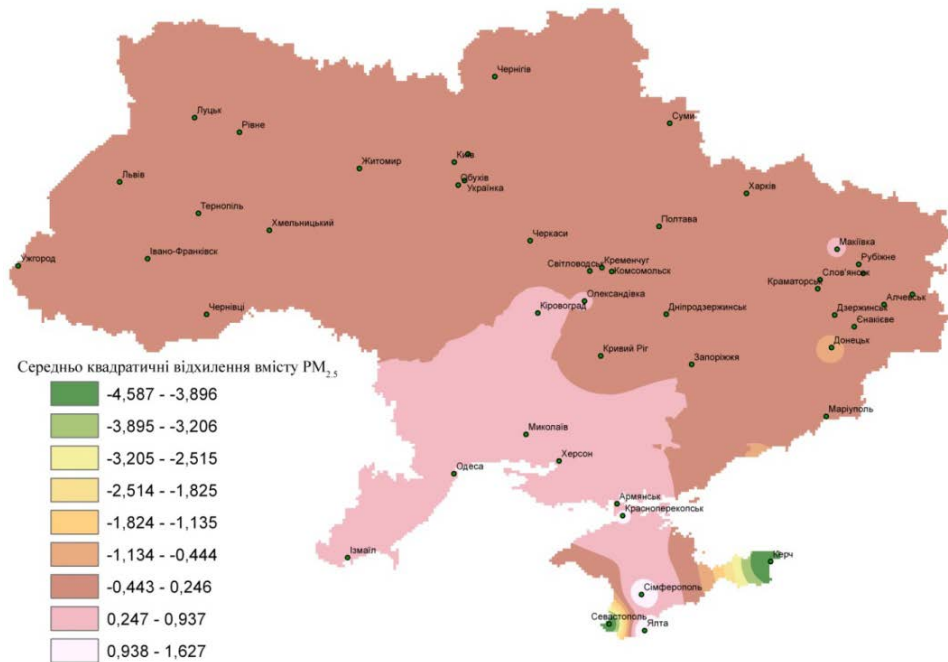 Чернігів
Луцьк
Рівне
Суми
Київ
Житомир
Обухів
Українка
Львів
Харків
Тернопіль
Полтава
Хмельницький
Черкаси
Макіївка
Івано-Франківск
Ужгород
Світловодськ
Кременчуг
Комсомольск
Рубіжне
Слов'янськ
Краматорськ
Олександівка
Алчевськ
Чернівці
Кіровоград
Дніпродзержинськ
Дзержинськ
Єнакієве
Донецьк
Кривий Ріг
Запоріжжя
Середньо квадратичні відхилення вмісту PM2.5
-4,587 - -3,896
-3,895 - -3,206
-3,205 - -2,515
-2,514 - -1,825
-1,824 - -1,135
-1,134 - -0,444
-0,443 - 0,246
0,247 - 0,937
0,938 - 1,627
Маріуполь
Миколаїв
Херсон
Одеса
Армянськ
Красноперекопськ
Ізмаїл
Керч
Сімферополь
Севастополь
Ялта